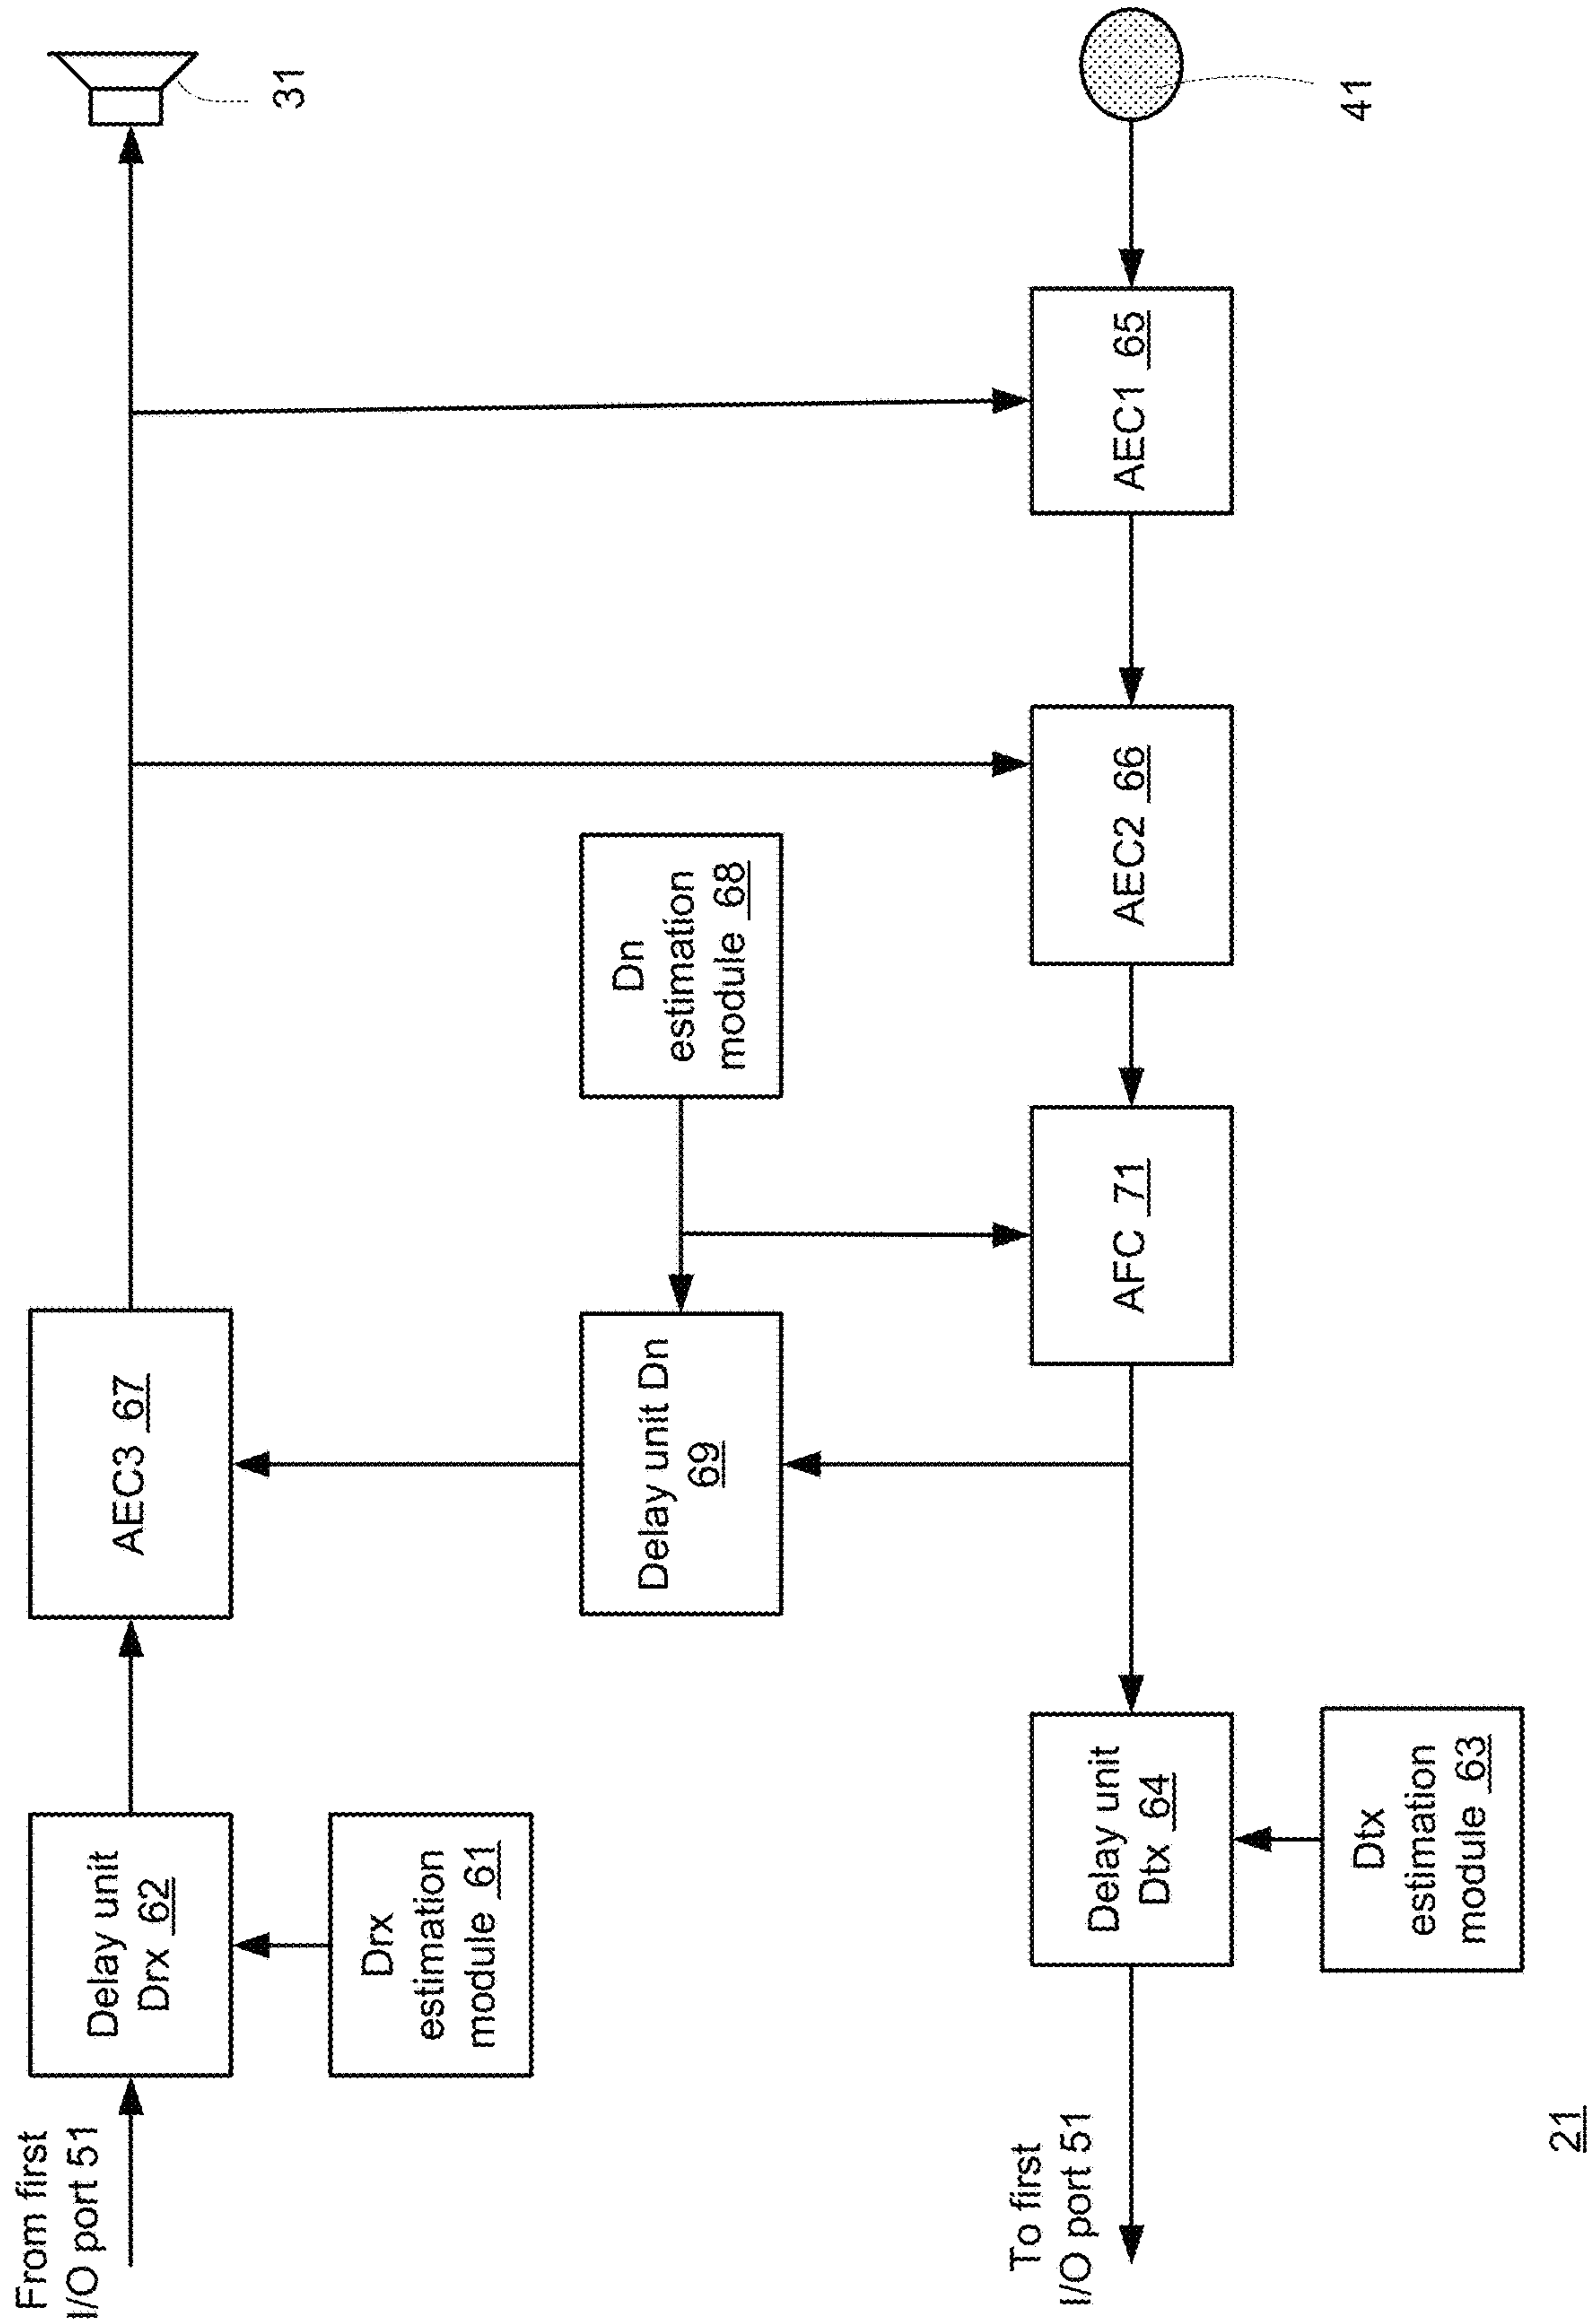 From first
I/O port 51
Delay unit
Drx 62
Drx
estimation
module 61
AEC3 67
31
Delay unit Dn
69
Dn
estimation
module 68
To first
I/O port 51
Delay unit
Dtx 64
Dtx
estimation
module 63
AFC 71
AEC2 66
AEC1 65
41
21